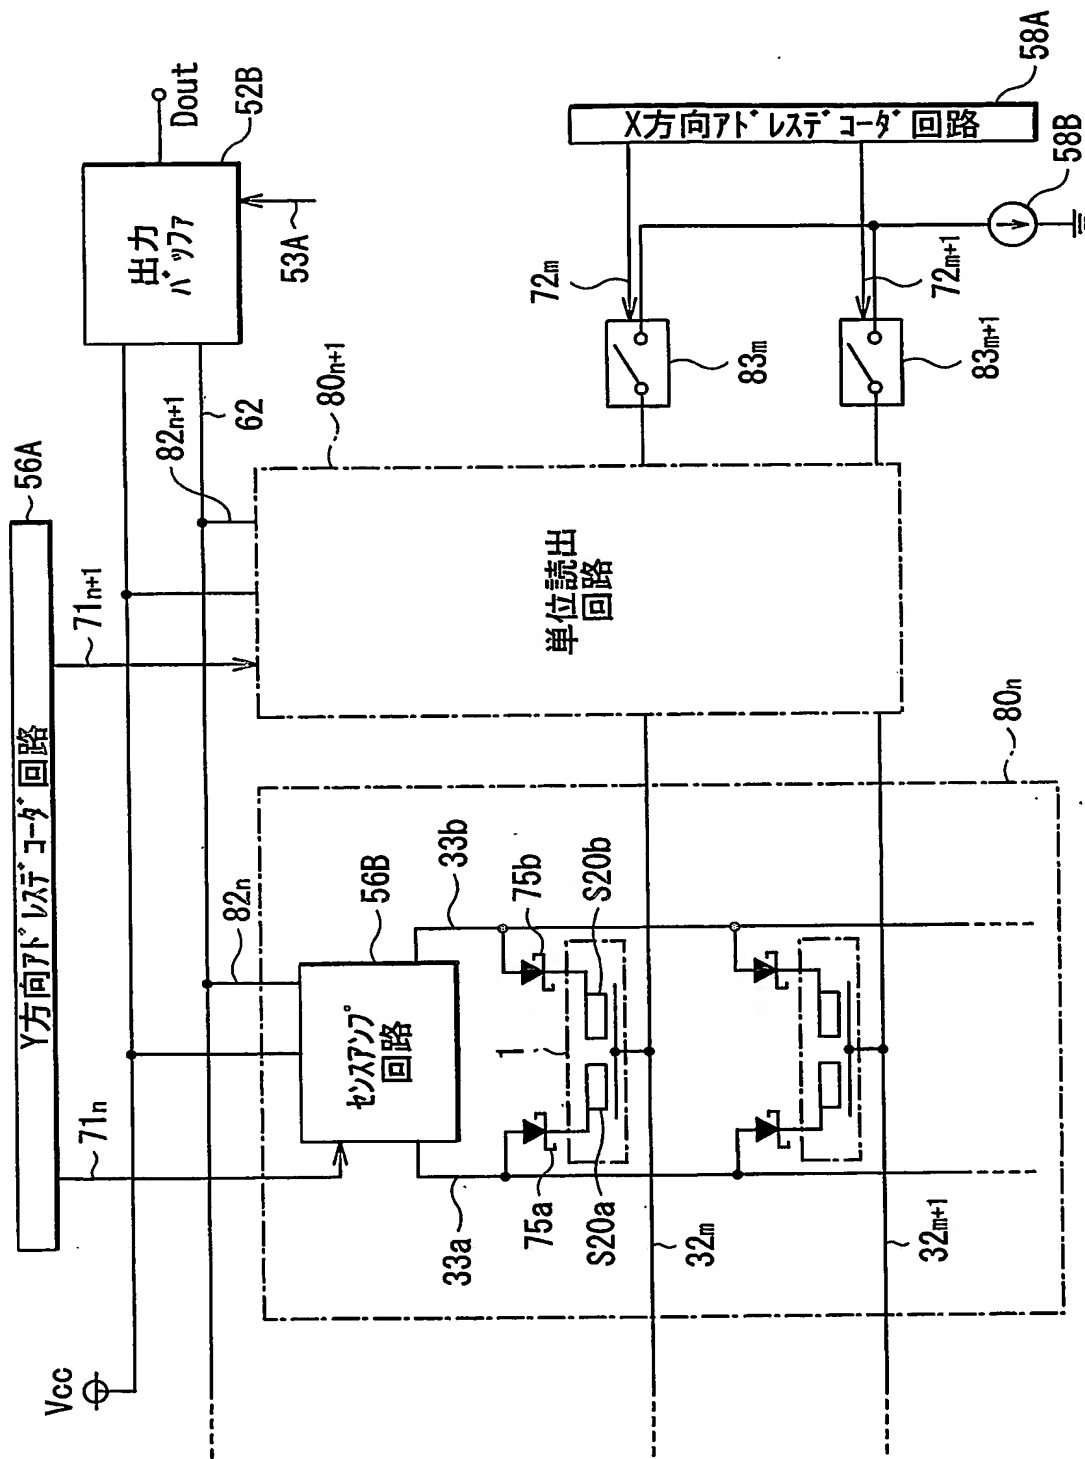 Y方向アドレスデコーダ回路
56A
Vcc
71n
71n+1
82n
82n+1
62
出力
バッファ
Dout
52B
53A
センスアンプ
回路
56B
33a
33b
75a
75b
1
S20a
S20b
32m
32m+1
80n
単位読出
回路
80n+1
72m
83m
72m+1
83m+1
X方向アドレスデコーダ回路
58A
58B